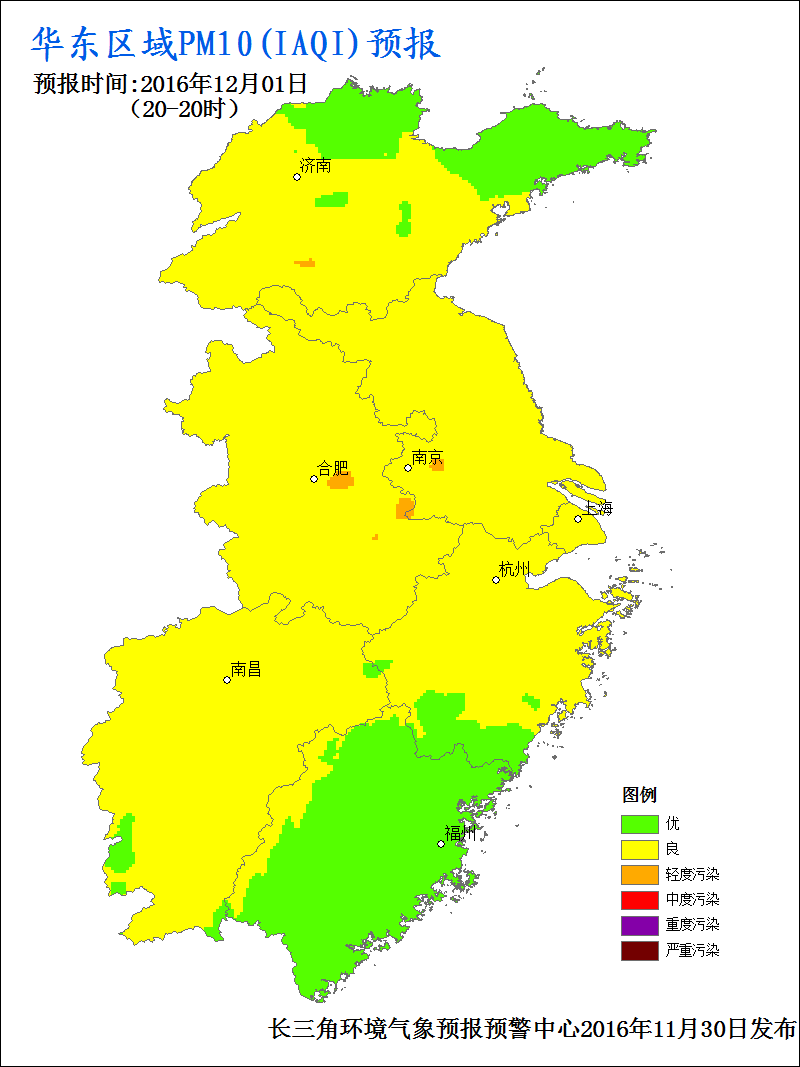 华东区域PM10(IAQI)预报
预报时间:2016年12月01日
（20-20时）
济南
合肥
南京
上海
杭州
南昌
福州
图例
优
良
轻度污染
中度污染
重度污染
严重污染
长三角环境气象预报预警中心2016年11月30日发布